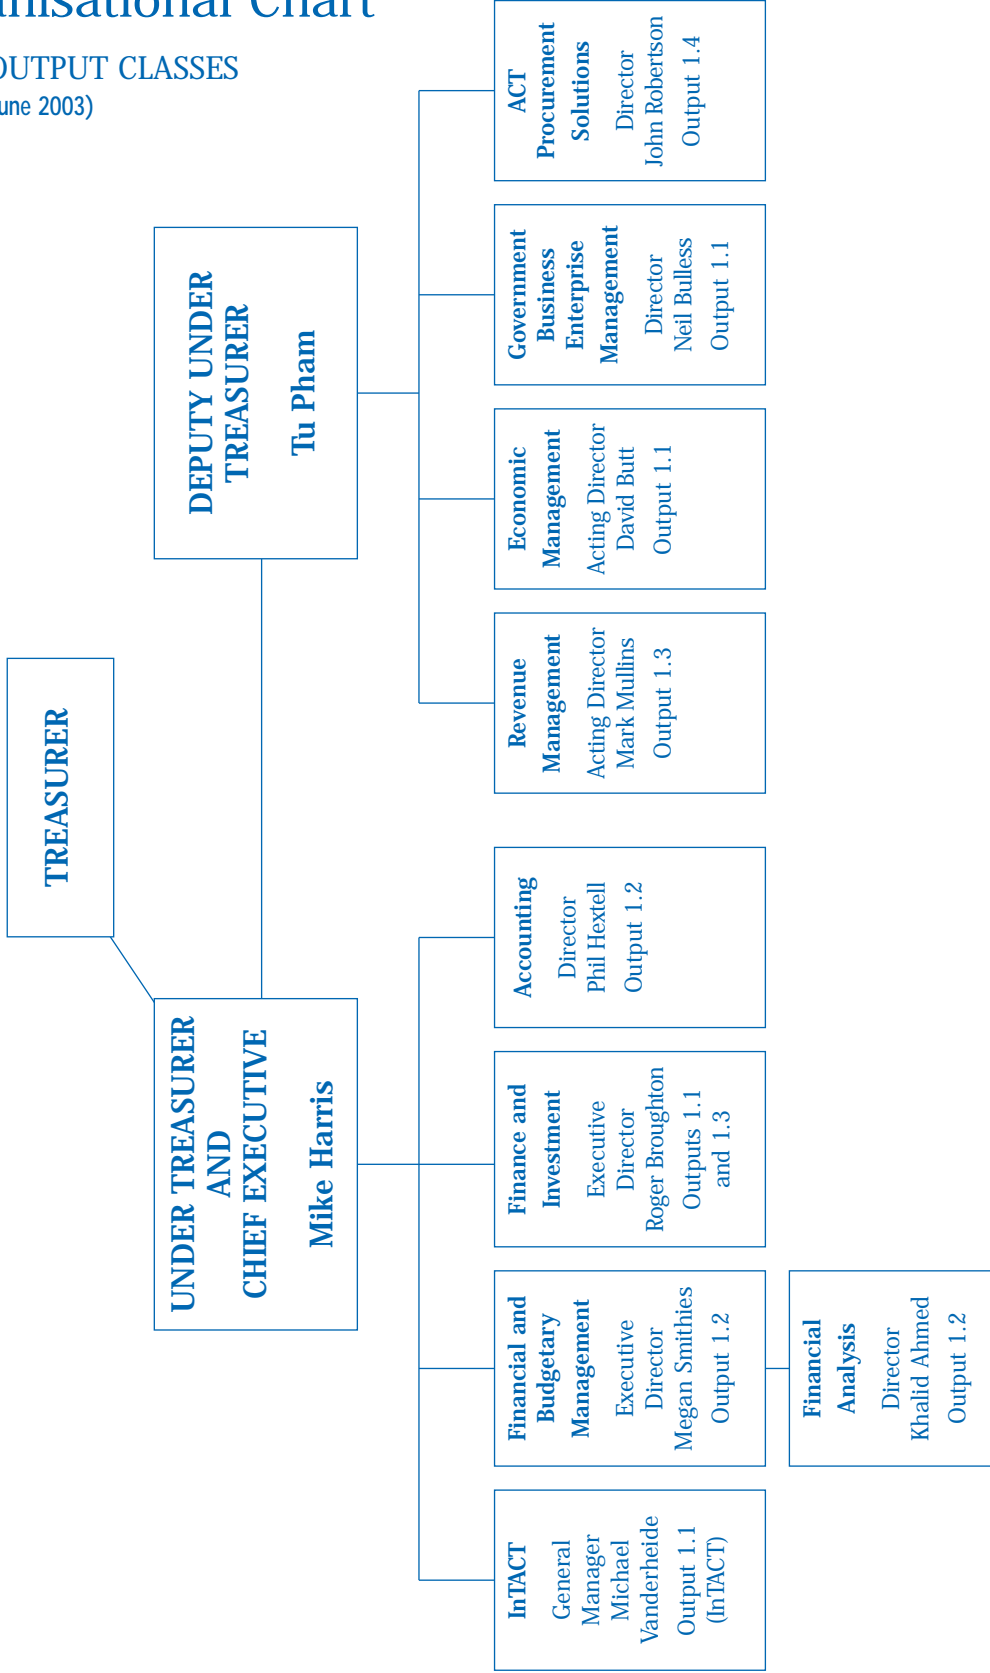 nisational Chart
OUTPUT CLASSES
une 2003)
TREASURER
UNDER TREASURER
AND
CHIEF EXECUTIVE
Mike Harris
DEPUTY UNDER
TREASURER
Tu Pham
InTACT
General
Manager
Michael
Vanderheide
Output 1.1
(InTACT)
Financial and
Budgetary
Management
Executive
Director
Megan Smithies
Output 1.2
Financial
Analysis
Director
Khalid Ahmed
Output 1.2
Finance and
Investment
Executive
Director
Roger Broughton
Outputs 1.1
and 1.3
Accounting
Director
Phil Hextell
Output 1.2
Revenue
Management
Acting Director
Mark Mullins
Output 1.3
Economic
Management
Acting Director
David Butt
Output 1.1
Government
Business
Enterprise
Management
Director
Neil Bulless
Output 1.1
ACT
Procurement
Solutions
Director
John Robertson
Output 1.4